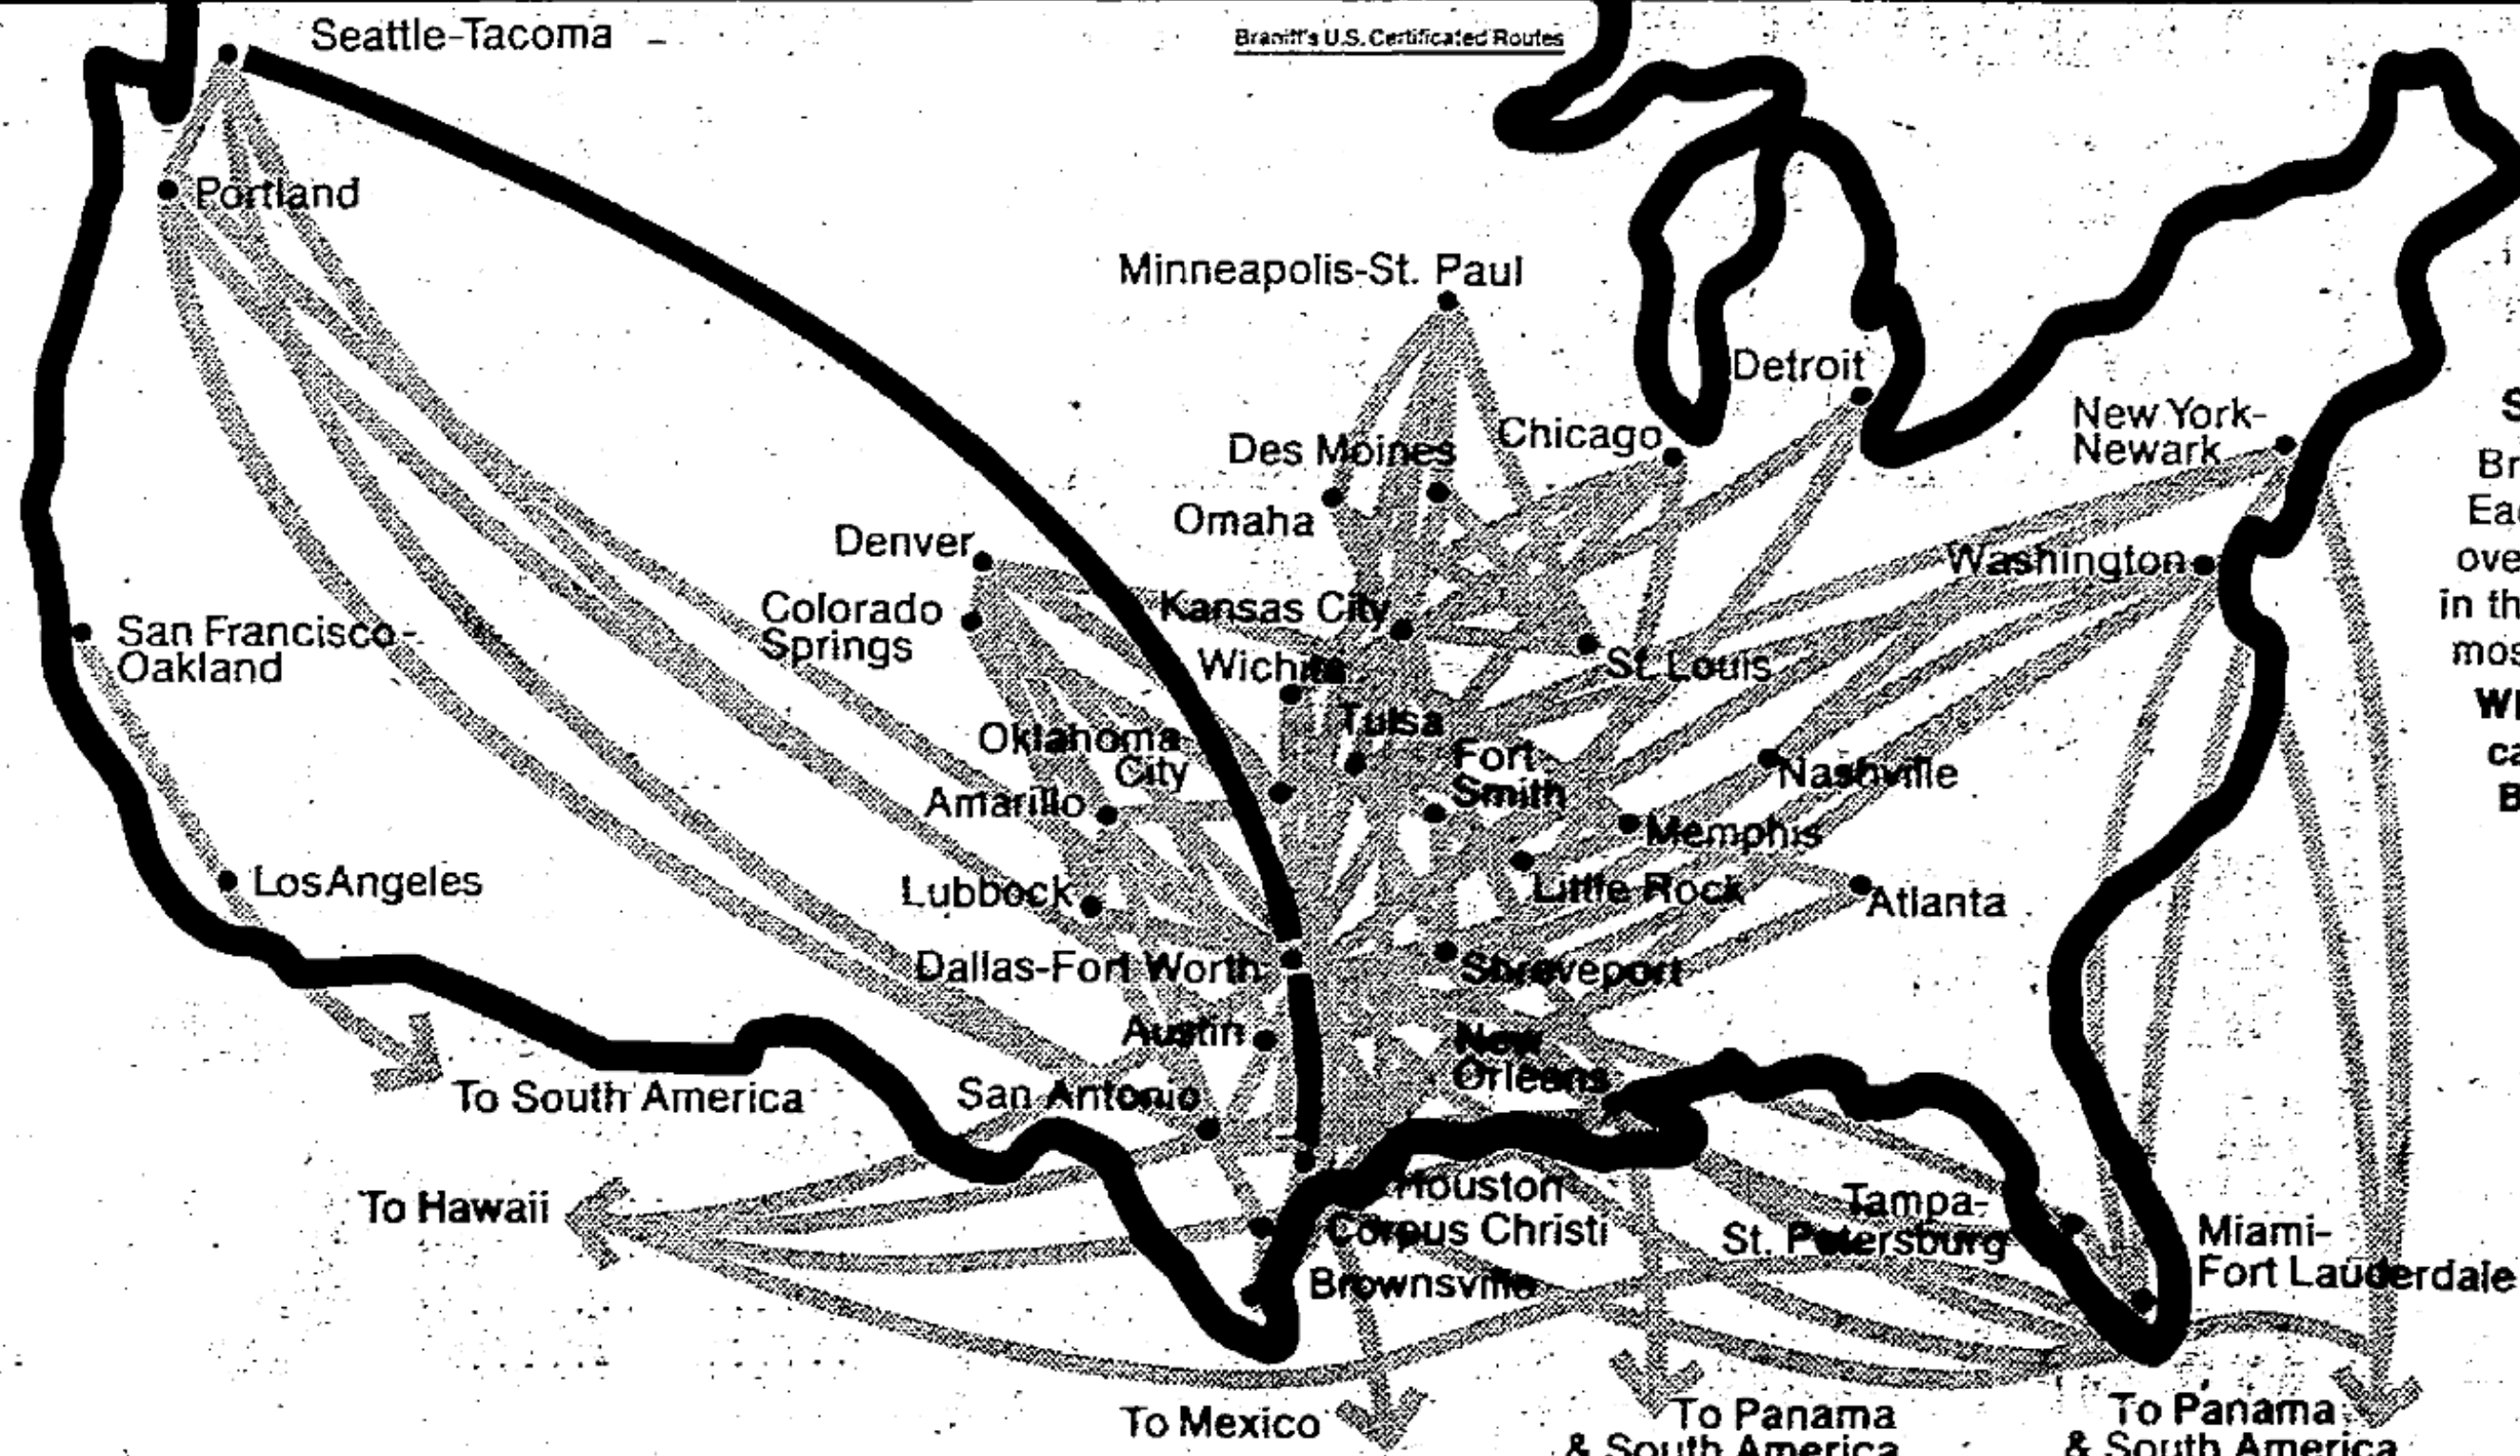 Seattle-Tacoma
Braniff's U.S. Certificated Routes
Portland
Minneapolis-St. Paul
Detroit
Chicago
New York-
Newark
Des Moines
Omaha
Denver
Washington
Colorado
Springs
Kansas City
San Francisco-
Oakland
Wichita
St. Louis
Tulsa
Oklahoma
City
Fort
Smith
Nashville
Amarillo
Memphis
Los Angeles
Lubbock
Little Rock
Atlanta
Dallas-Fort Worth
Shreveport
Austin
New
Orleans
San Antonio
To South America
To Hawaii
Houston
Corpus Christi
Brownsville
Tampa-
St. Petersburg
Miami-
Fort Lauderdale
To Mexico
To Panama
& South America
To Panama
& South America
in
B